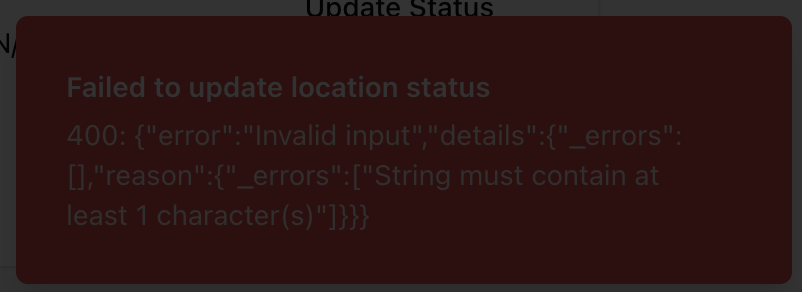 Update Status
N/
Failed to update location status
400: {"error":"Invalid input","details":{"_errors":
[],"reason":{"_errors":["String must contain at
least 1 character(s)"]}}}